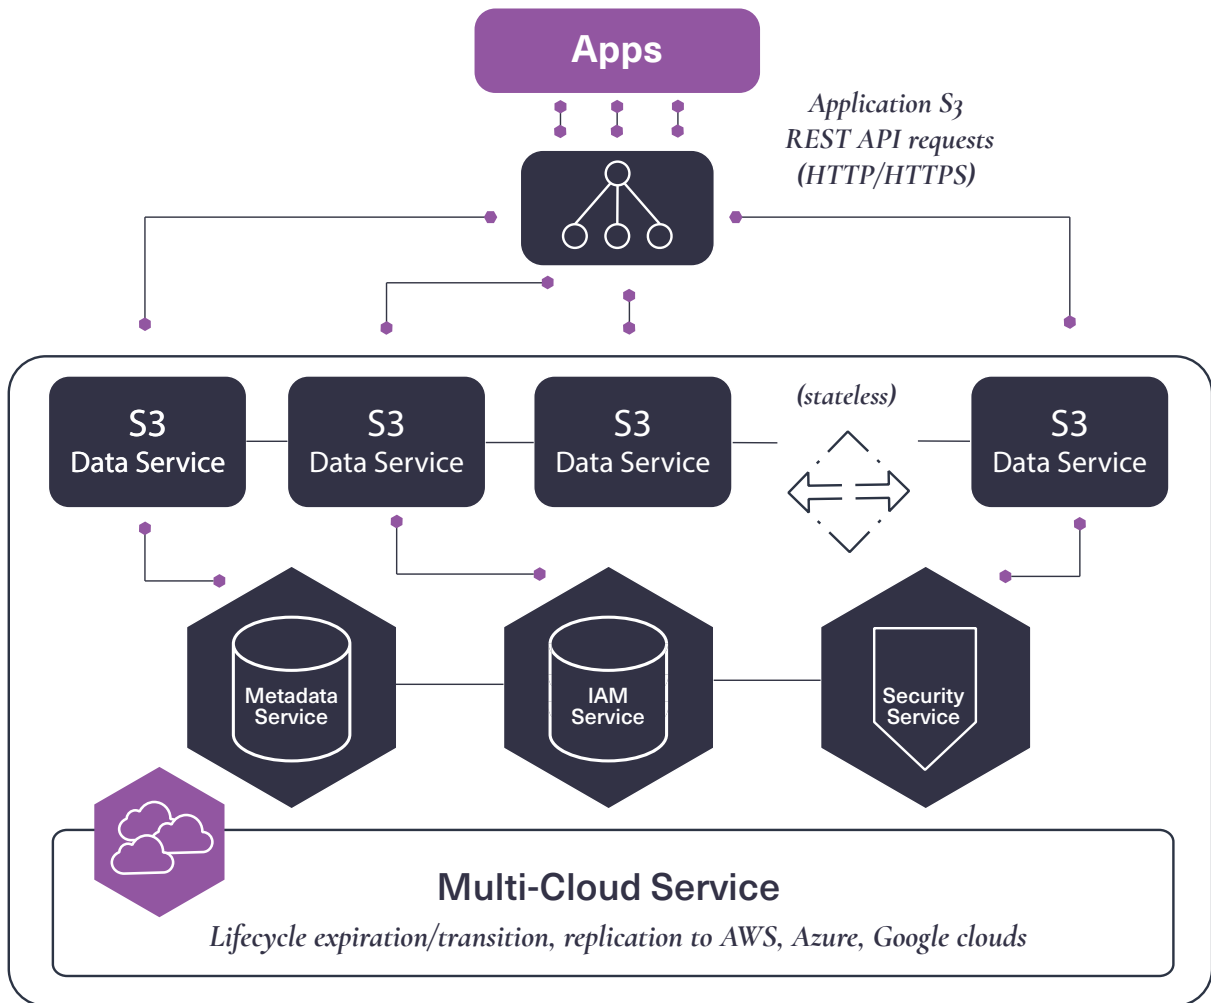 Apps
Application S3
REST API requests
(HTTP/HTTPS)
S3
Data Service
S3
Data Service
S3
Data Service
(stateless)
S3
Data Service
Metadata
Service
IAM
Service
Security
Service
Multi-Cloud Service
Lifecycle expiration/transition, replication to AWS, Azure, Google clouds